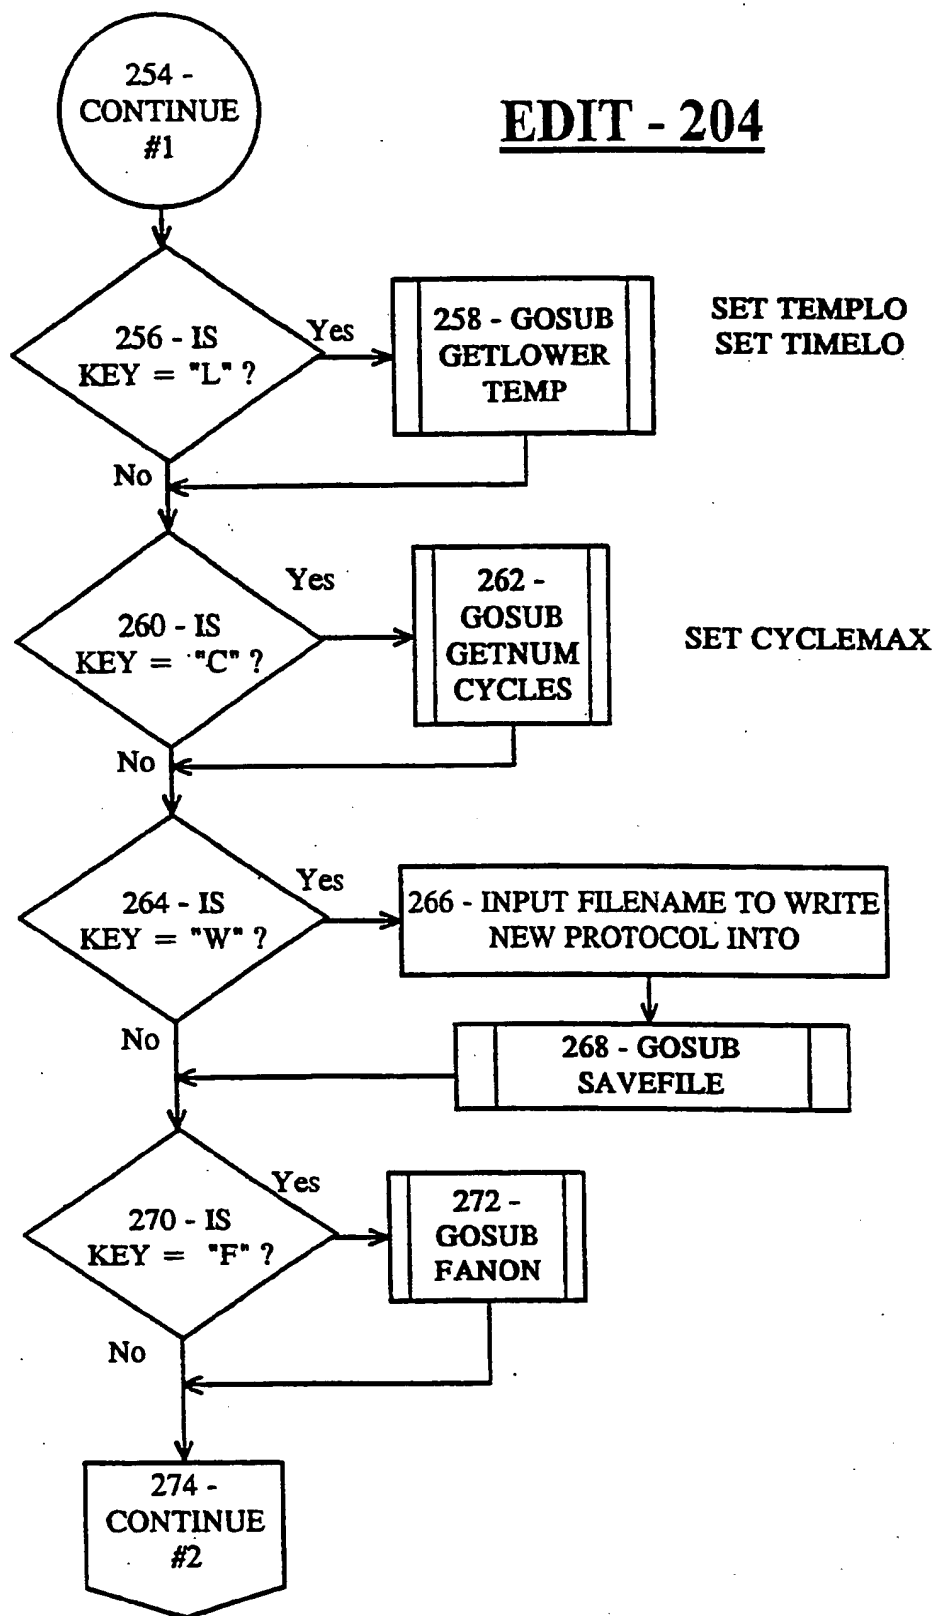 254 -
CONTINUE
#1
EDIT - 204
256 - IS
KEY = "L" ?
Yes
258 - GOSUB
GETLOWER
TEMP
SET TEMPLO
SET TIMELO
No
260 - IS
KEY = "C" ?
Yes
262 -
GOSUB
GETNUM
CYCLES
SET CYCLEMAX
No
264 - IS
KEY = "W" ?
Yes
266 - INPUT FILENAME TO WRITE
NEW PROTOCOL INTO
268 - GOSUB
SAVEFILE
No
270 - IS
KEY = "F" ?
Yes
272 -
GOSUB
FANON
No
274 -
CONTINUE
#2